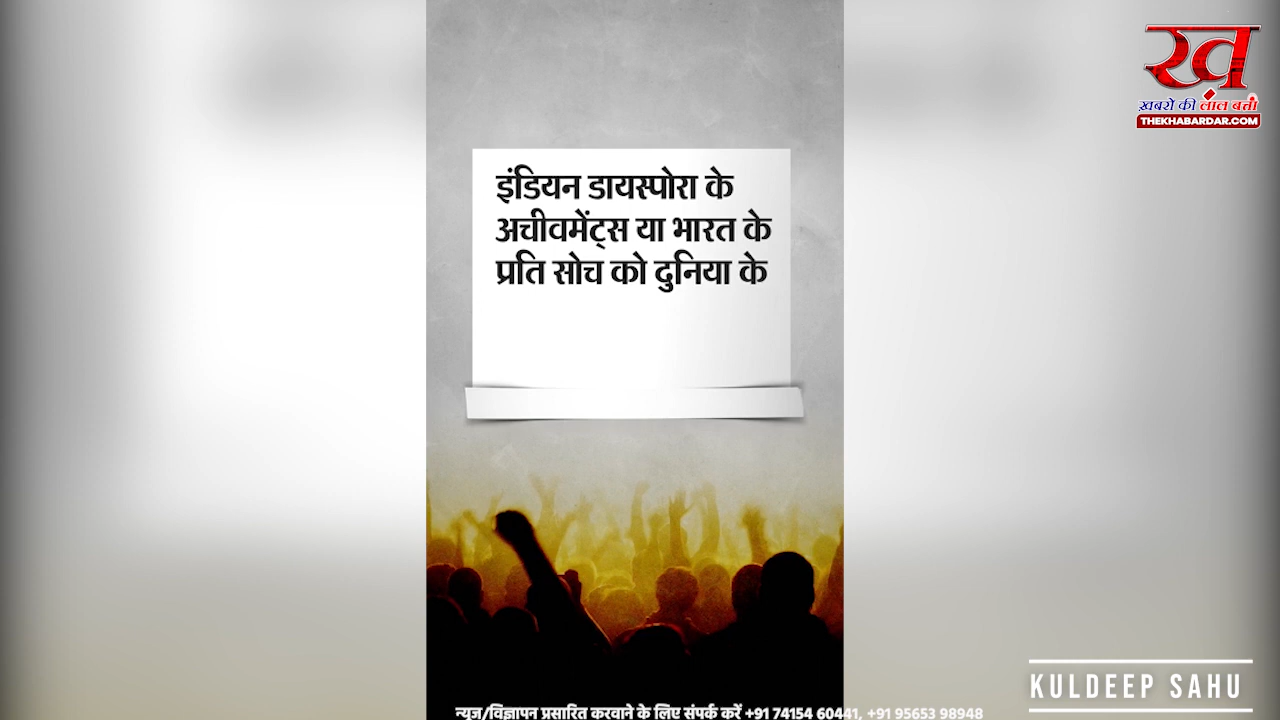 ख
ख़बरों की लाल बत्ती
THEKHABARDAR.COM
इंडियन डायस्पोरा के
अचीवमेंट्स या भारत के
प्रति सोच को दुनिया के
KULDEEP SAHU
न्यूज/विज्ञापन प्रसारित करवाने के लिए संपर्क करें +91 74154 60441, +91 95653 98948